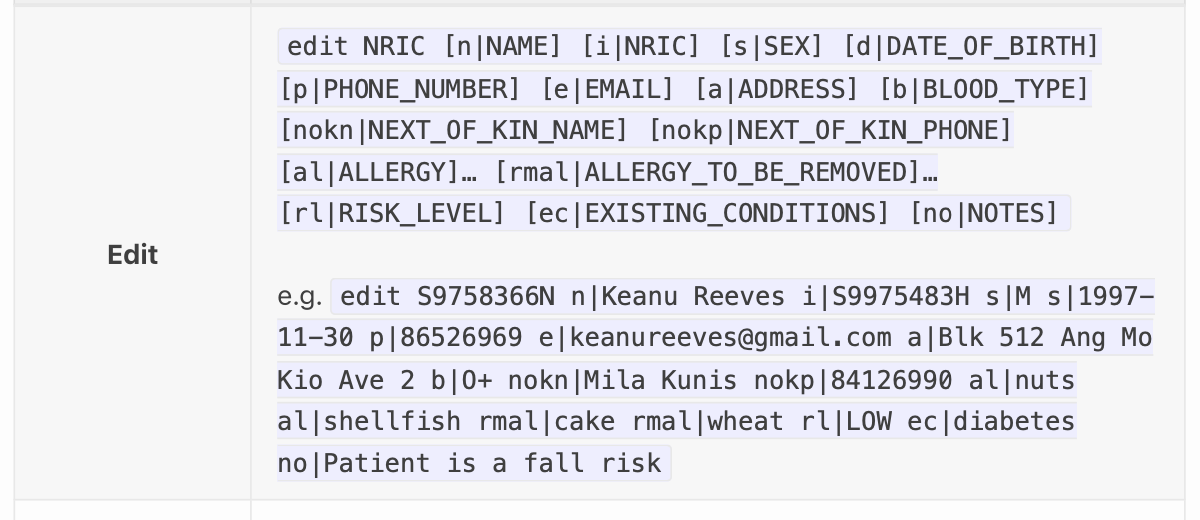 edit NRIC [n|NAME] [i|NRIC] [s|SEX] [d|DATE_OF_BIRTH]
[p|PHONE_NUMBER] [e|EMAIL] [a|ADDRESS] [b|BLOOD_TYPE]
[nokn|NEXT_OF_KIN_NAME] [nokp|NEXT_OF_KIN_PHONE]
[al|ALLERGY]… [rmal|ALLERGY_TO_BE_REMOVED]…
[rl|RISK_LEVEL] [ec|EXISTING_CONDITIONS] [no|NOTES]
Edit
e.g. edit S9758366N n|Keanu Reeves i|S9975483H s|M s|1997-
11-30 p|86526969 e|keanureeves@gmail.com a|Blk 512 Ang Mo
Kio Ave 2 b|O+ nokn|Mila Kunis nokp|84126990 al|nuts
al|shellfish rmal|cake rmal|wheat rl|LOW ec|diabetes
no|Patient is a fall risk